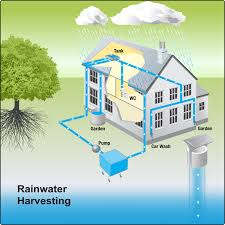 Tank
WC
Garden
Garden
Pump
Car Wash
Rainwater
Harvesting